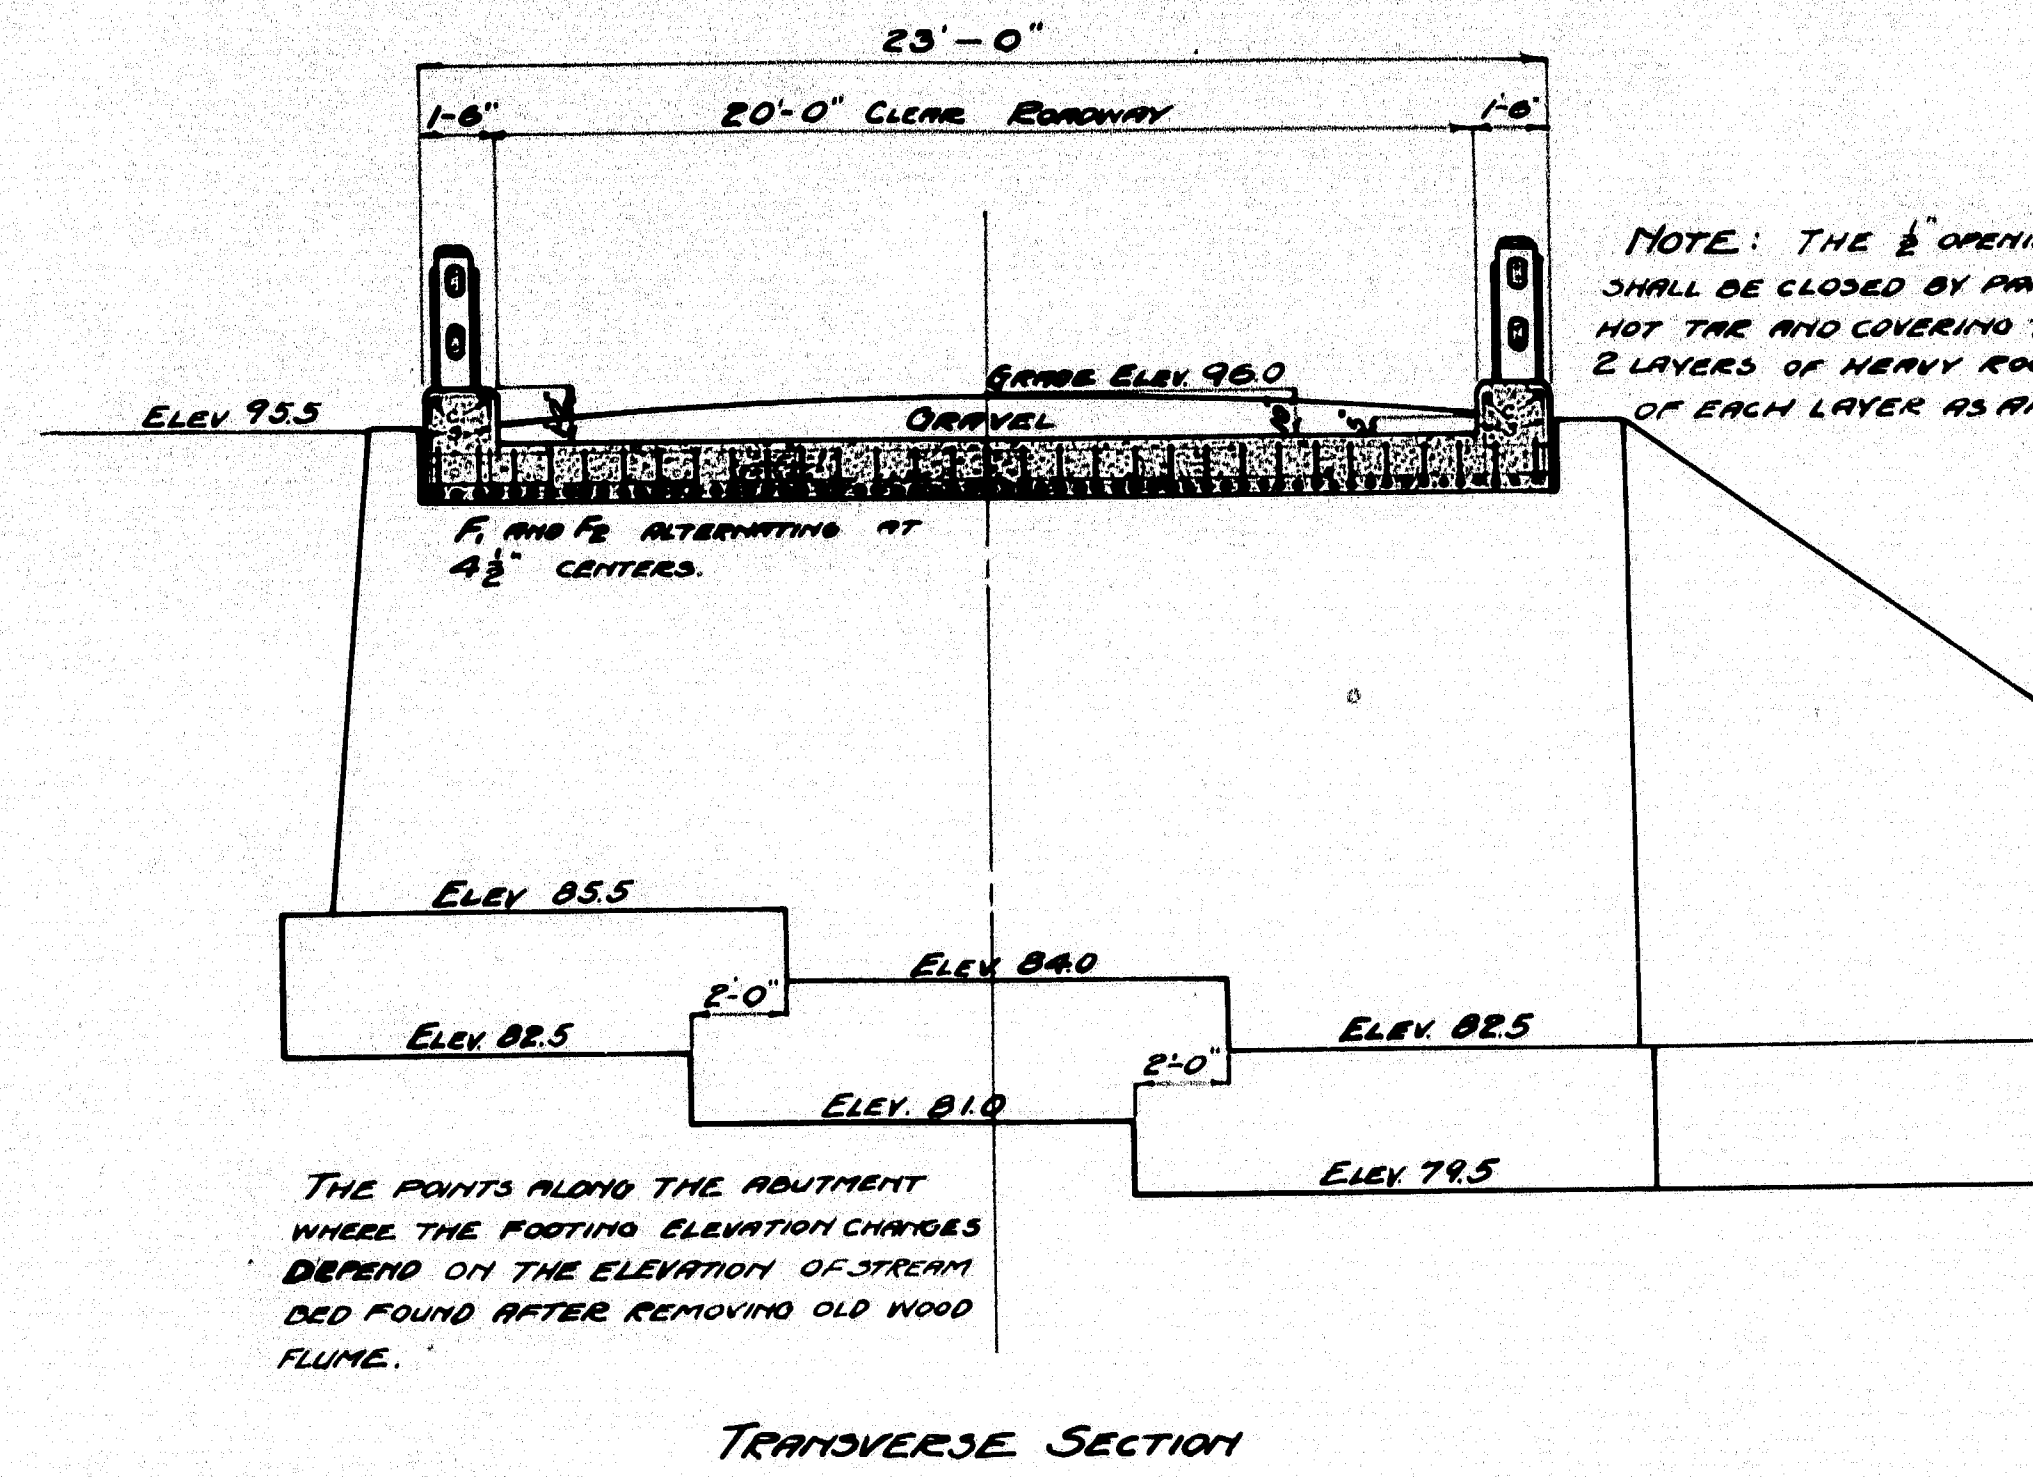 23'-0"
1-6"
20'-0" CLEAR ROADWAY
1'-6"
NOTE: THE 1/2" OPENI
SHALL BE CLOSED BY PA
HOT TAR AND COVERING
2 LAYERS OF HEAVY ROO
OF EACH LAYER AS A
GRADE ELEV. 96.0
ELEV 95.5
GRAVEL
F1 AND F2 ALTERNATING AT
4 1/2" CENTERS.
ELEV 85.5
ELEV. 84.0
2'-0"
ELEV. 82.5
ELEV. 82.5
2'-0"
ELEV. 81.0
ELEV. 79.5
THE POINTS ALONG THE ABUTMENT
WHERE THE FOOTING ELEVATION CHANGES
DEPEND ON THE ELEVATION OF STREAM
BED FOUND AFTER REMOVING OLD WOOD
FLUME.
TRANSVERSE SECTION